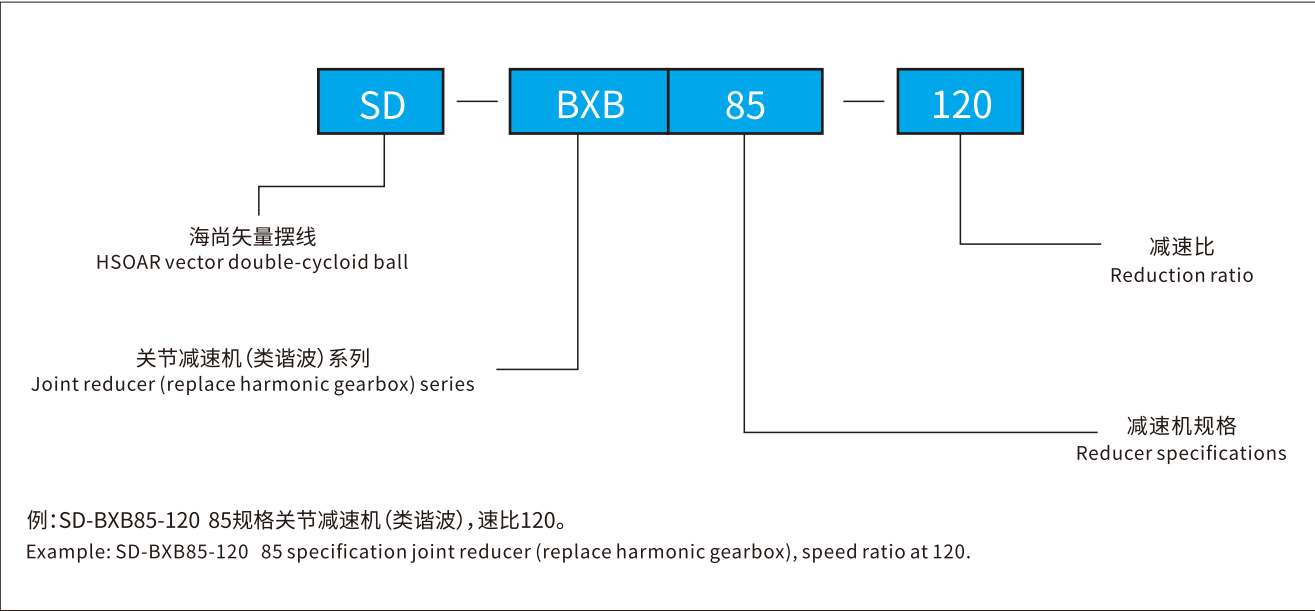 SD — BXB 85 — 120
海尚矢量摆线
HSOAR vector double-cycloid ball
减速比
Reduction ratio
关节减速机（类谐波）系列
Joint reducer (replace harmonic gearbox) series
减速机规格
Reducer specifications
例：SD-BXB85-120 85规格关节减速机（类谐波），速比120。
Example: SD-BXB85-120 85 specification joint reducer (replace harmonic gearbox), speed ratio at 120.